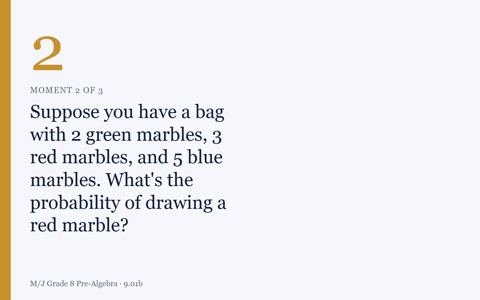 2
MOMENT 2 OF 3
Suppose you have a bag
with 2 green marbles, 3
red marbles, and 5 blue
marbles. What's the
probability of drawing a
red marble?
M/J Grade 8 Pre-Algebra · 9.01b